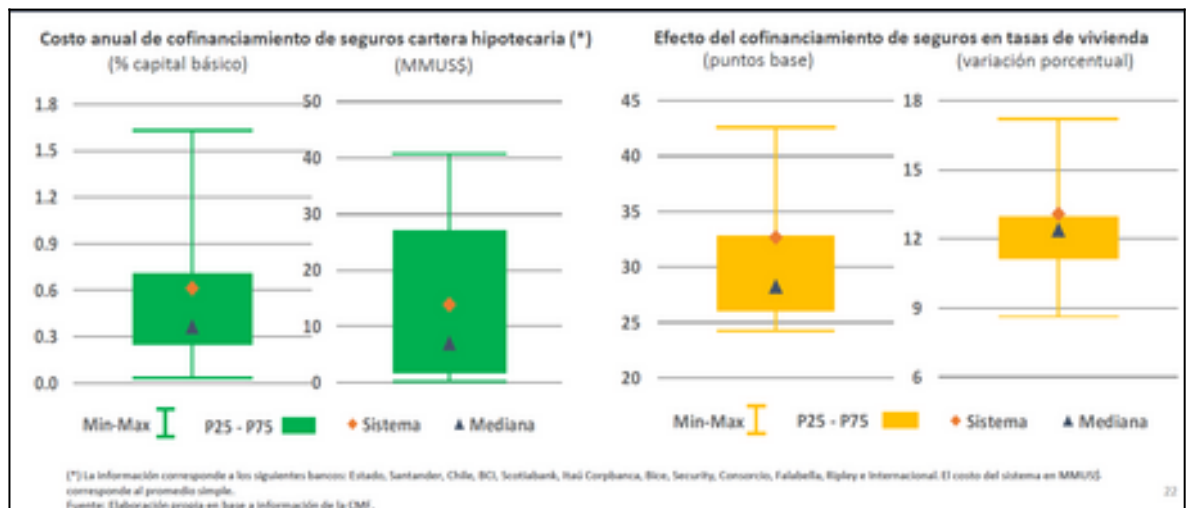 Costo anual de cofinanciamiento de seguros cartera hipotecaria (*)
(% capital básico)
(MMUS$)
Efecto del cofinanciamiento de seguros en tasas de vivienda
(puntos base)
(variación porcentual)
1.8
1.5
1.2
0.9
0.6
0.3
0.0
50
40
30
20
10
0
45
40
35
30
25
20
18
15
12
9
6
Min-Max P25 - P75 Sistema Mediana
Min-Max P25 - P75 Sistema Mediana
(*) La información corresponde a los siguientes bancos: Estado, Santander, Chile, BCI, Scotiabank, Itaú Corpbanca, Bice, Security, Consorcio, Falabella, Ripley e Internacional. El costo del sistema en MMUS$
corresponde al promedio simple.
Fuente: Elaboración propia en base a información de la CMF.
22